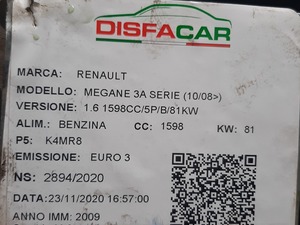 DISFACAR
MARCA: RENAULT
MODELLO: MEGANE 3A SERIE (10/08>)
VERSIONE: 1.6 1598CC/5P/B/81KW
ALIM.: BENZINA CC: 1598 KW: 81
P5: K4MR8
EMISSIONE: EURO 3
NS: 2894/2020
DATA:23/11/2020 16:57:00
ANNO IMM: 2009